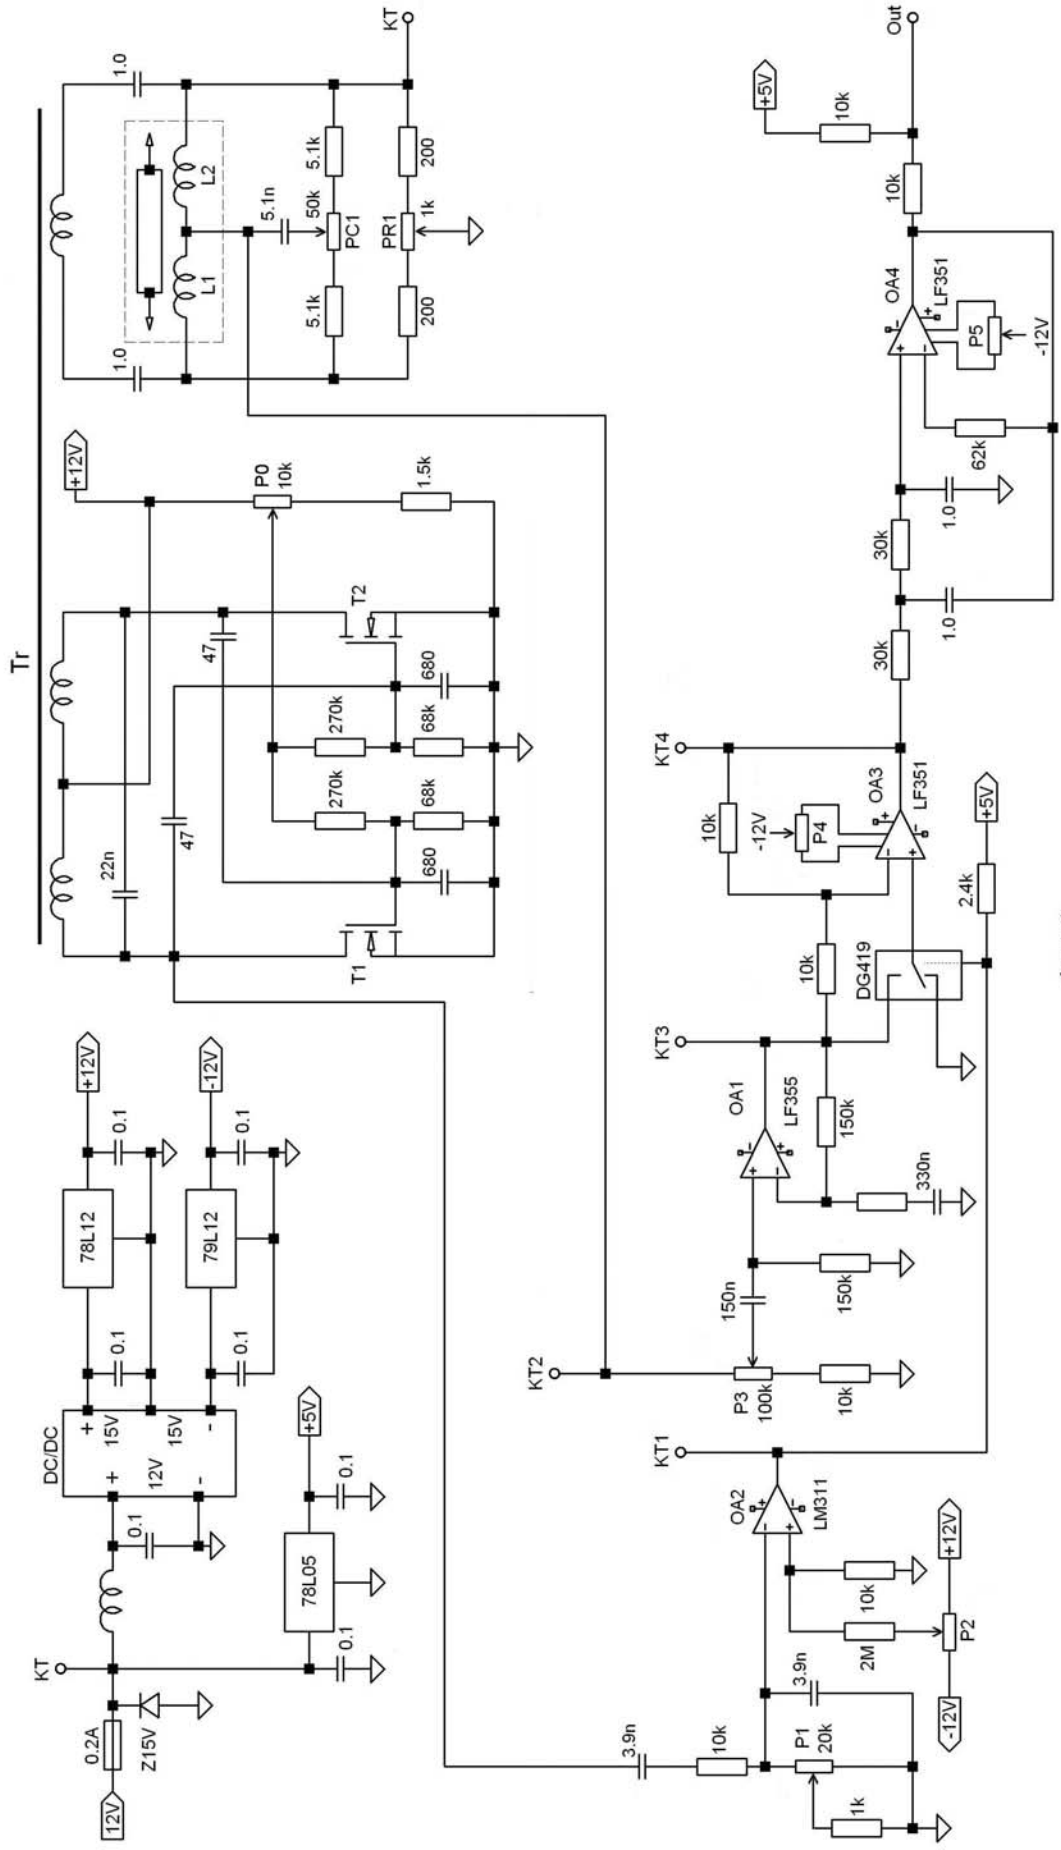 12V
0.2A
Z15V
KT
0.1
DC/DC
+
12V
-
+
15V
15V
-
0.1
0.1
78L12
79L12
0.1
0.1
+12V
-12V
0.1
78L05
0.1
+5V
Tr
22n
47
47
T1
T2
680
270k
270k
680
68k
68k
P0
10k
1.5k
+12V
1.0
1.0
L1
L2
5.1n
50k
5.1k
PC1
5.1k
200
PR1
1k
200
KT
3.9n
10k
P1
20k
1k
3.9n
OA2
-
+
+
-
LM311
10k
2M
P2
-12V
+12V
KT1
KT2
P3
100k
10k
150n
150k
OA1
+
-
-
+
LF355
150k
330n
KT3
10k
DG419
2.4k
+5V
KT4
10k
-12V
P4
OA3
-
+
+
-
LF351
30k
30k
1.0
1.0
62k
OA4
+
-
-
+
LF351
P5
-12V
10k
10k
+5V
Out